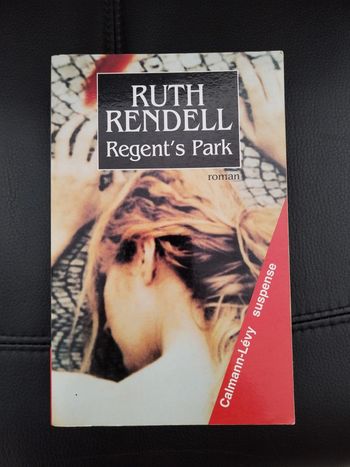 RUTH
RENDELL
Regent's Park
roman
Calmann-Lévy suspense